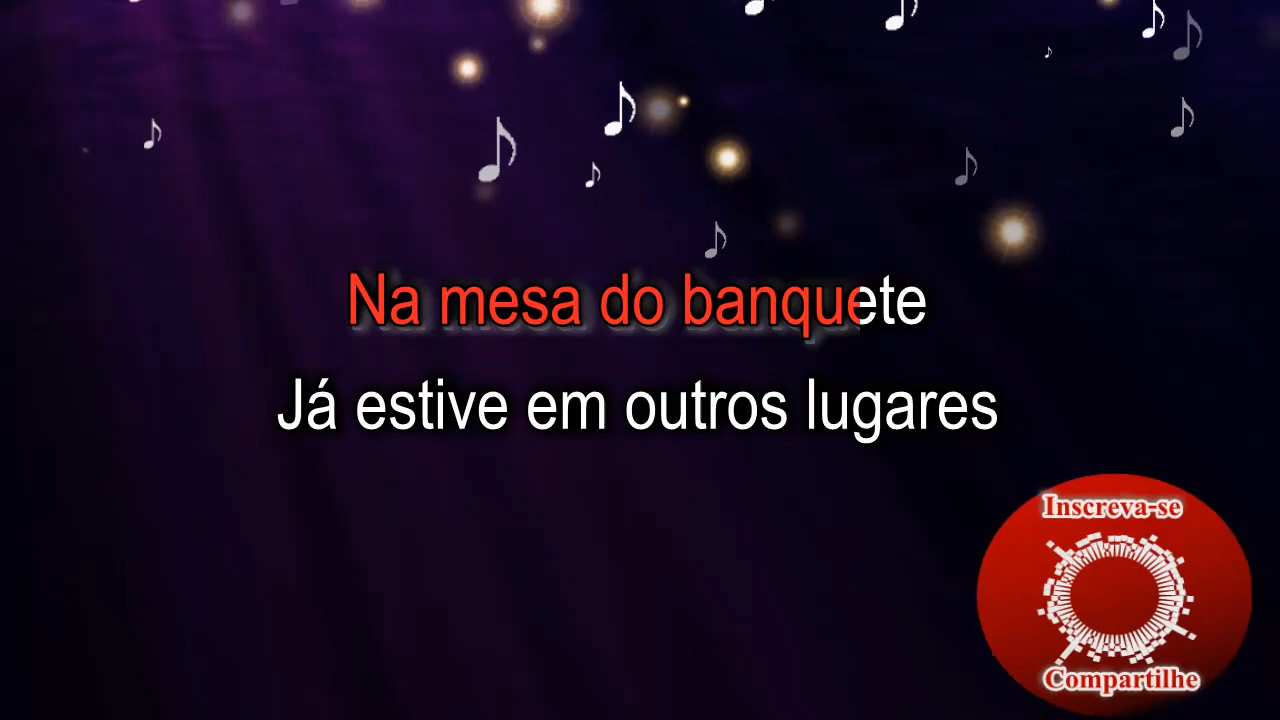 Na mesa do banquete
Já estive em outros lugares
Inscreva-se
Compartilhe